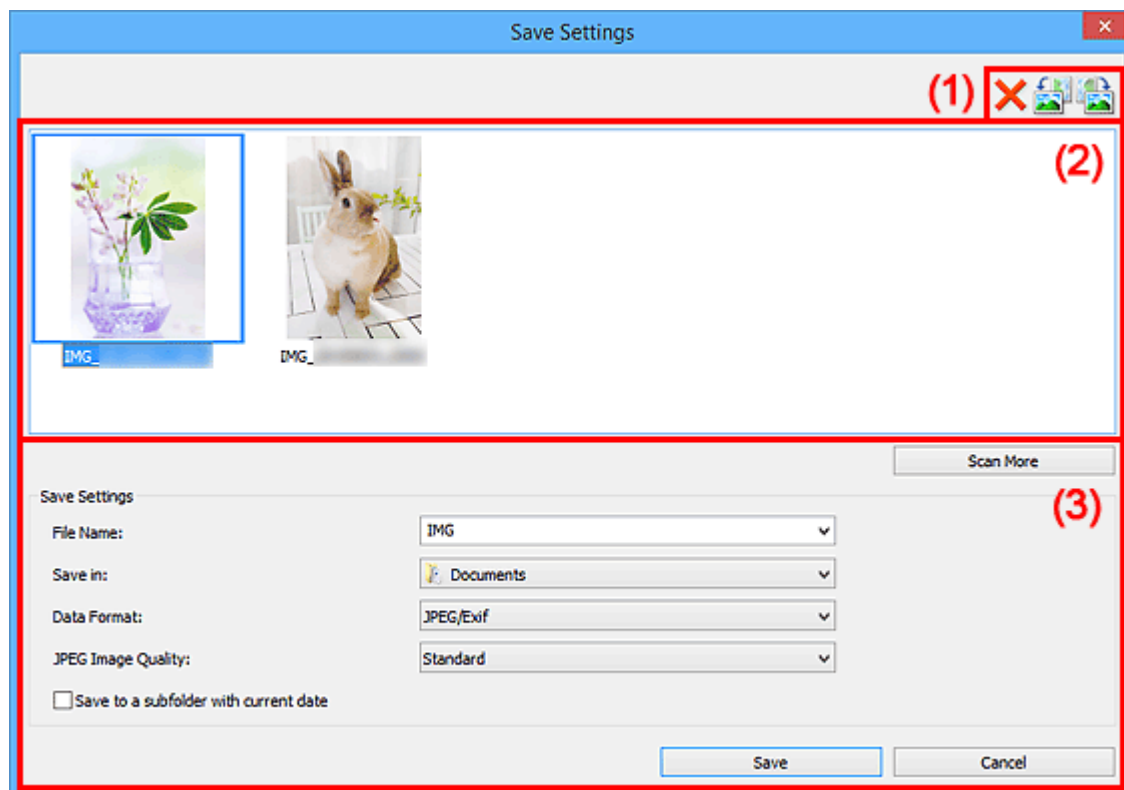 Save Settings
(1)
(2)
IMG_
IMG_
Scan More
Save Settings
(3)
File Name: IMG
Save in: Documents
Data Format: JPEG/Exif
JPEG Image Quality: Standard
Save to a subfolder with current date
Save Cancel